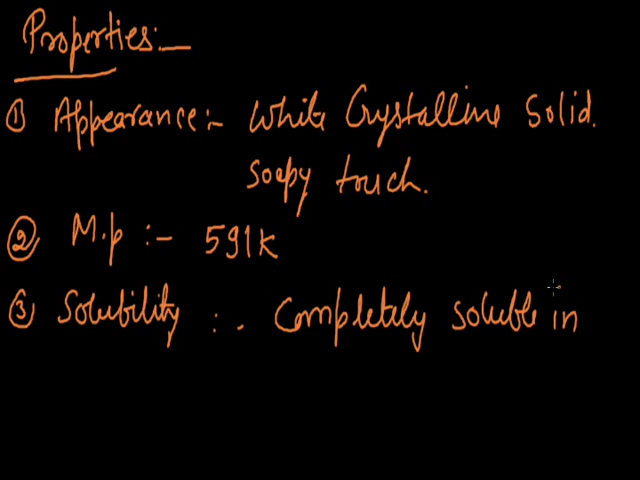 Properties:-
① Appearance:- White Crystalline Solid.
Soapy touch.
② M.p :- 591K
③ Solubility :- Completely soluble in